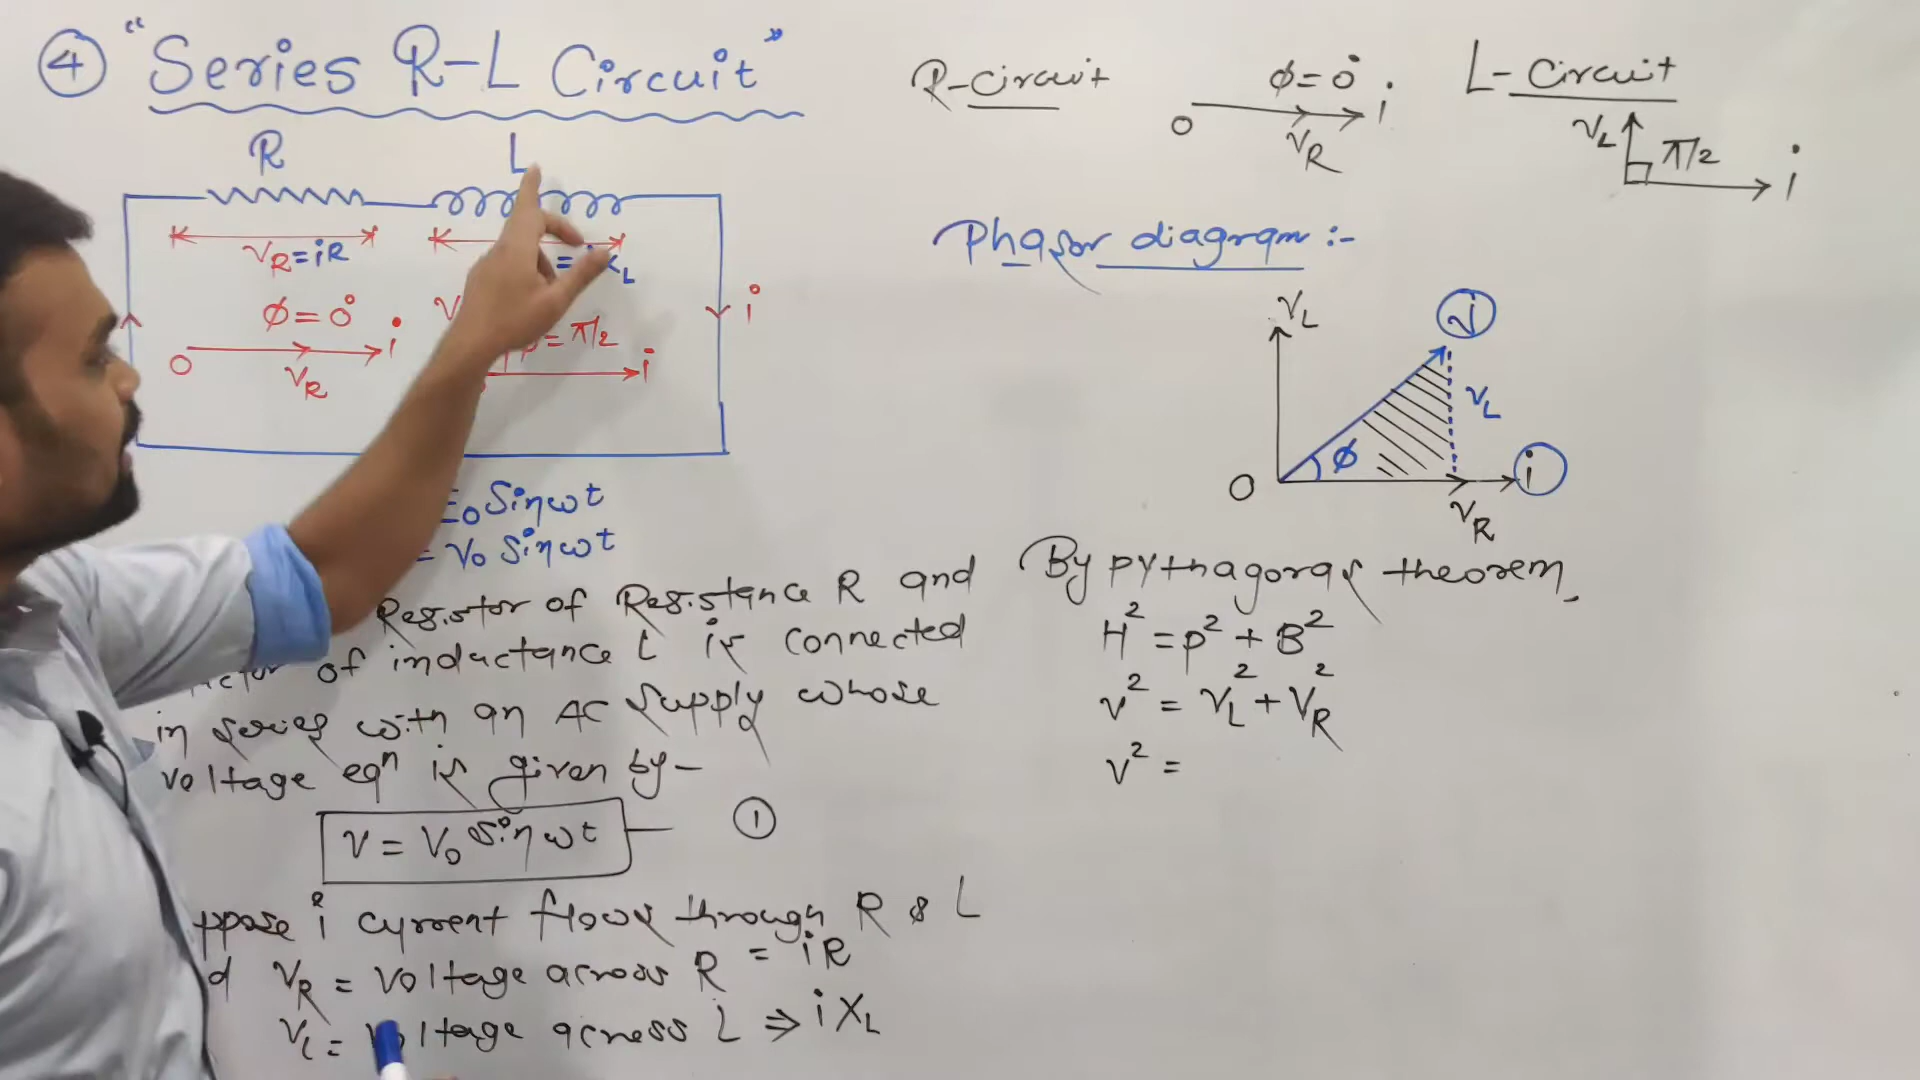 ④ "Series R-L Circuit"
R L
V_R = iR
= X_L
φ = 0°
i
O V_R
V
= π/2
i
i
E₀ Sinωt
= V₀ Sinωt
Resistor of Resistance R and
of inductance L is connected
in series with an AC supply whose
voltage eqⁿ is given by -
V = V₀ Sinωt — ①
ppose i current flows through R & L
d V_R = Voltage across R = iR
V_L = Voltage across L ⇒ i X_L
R-Circuit
φ = 0°
O V_R i
L-Circuit
V_L π/2 i
Phasor diagram :-
V_L V
V_L
φ
O i
V_R
By pythagoras theorem,
H² = P² + B²
V² = V_L² + V_R²
V² =